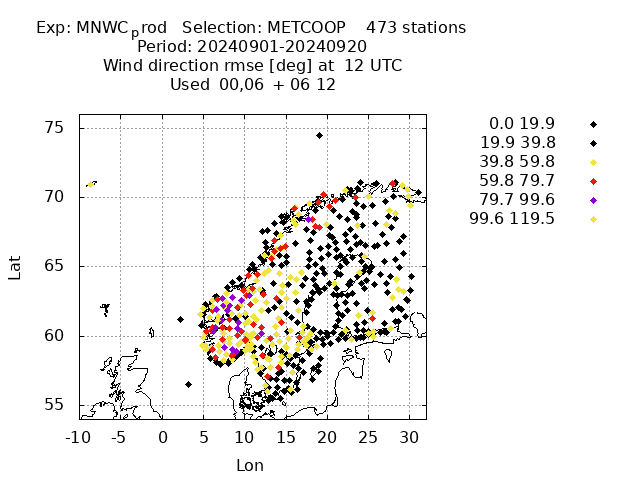 Exp: MNWCprod   Selection: METCOOP    473 stations
Period: 20240901-20240920
Wind direction rmse [deg] at  12 UTC
Used  00,06  + 06 12
0.0 19.9
19.9 39.8
39.8 59.8
59.8 79.7
79.7 99.6
99.6 119.5
75
70
65
60
55
Lat
-10 -5 0 5 10 15 20 25 30
Lon